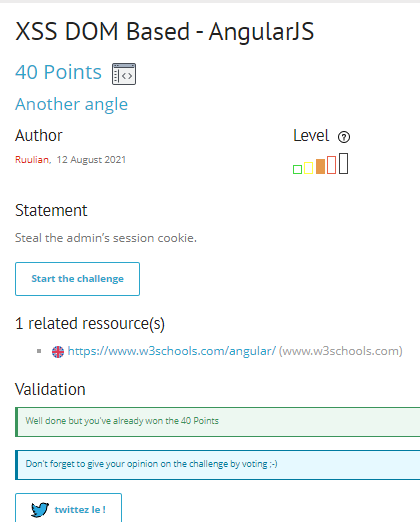 XSS DOM Based - AngularJS
40 Points
Another angle
Author
Level
Ruulian, 12 August 2021
Statement
Steal the admin's session cookie.
Start the challenge
1 related ressource(s)
https://www.w3schools.com/angular/ (www.w3schools.com)
Validation
Well done but you've already won the 40 Points
Don't forget to give your opinion on the challenge by voting ;-)
twittez le !